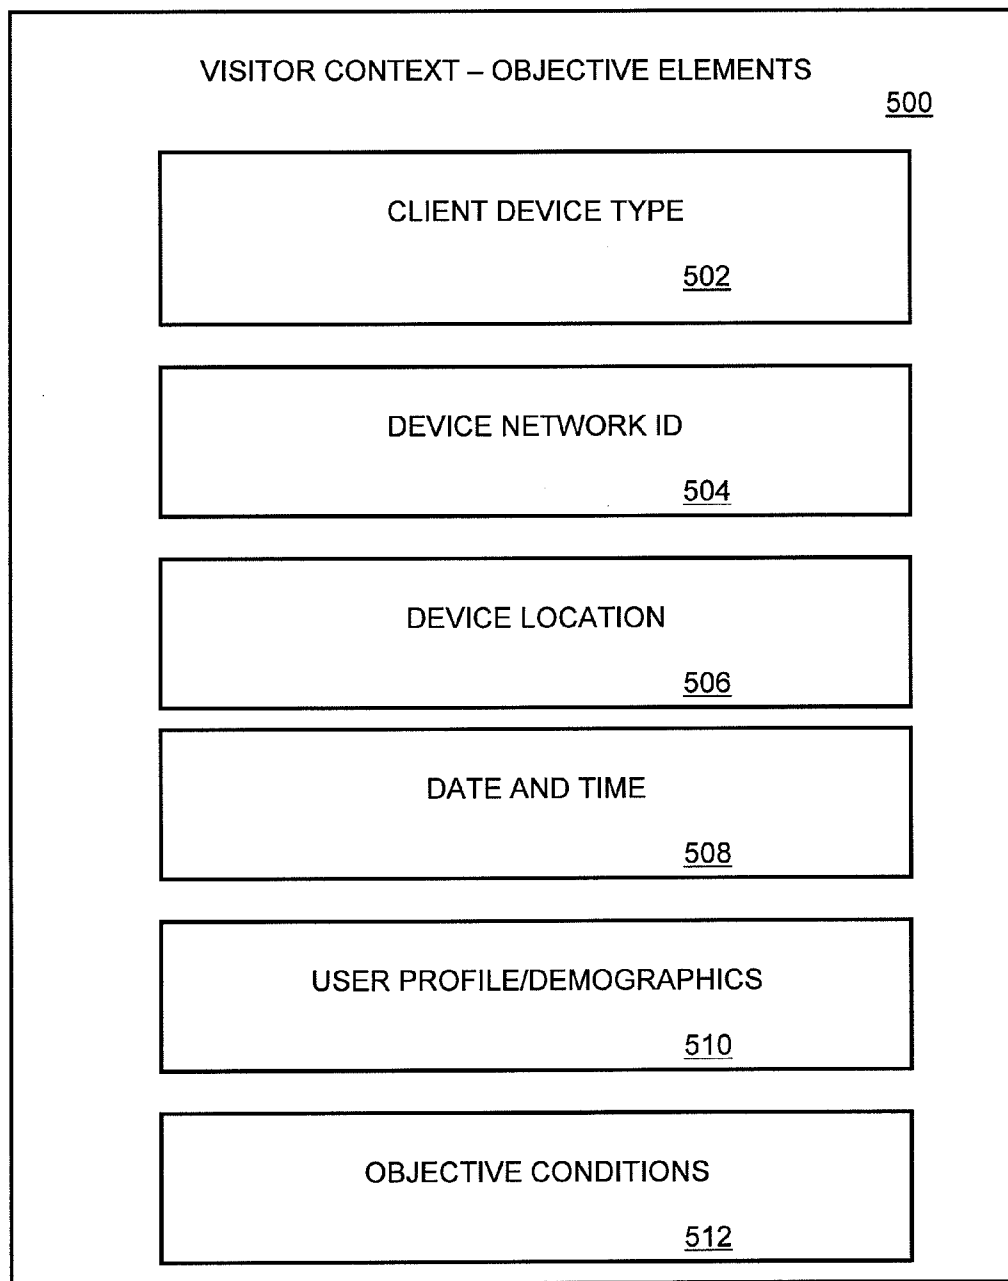 VISITOR CONTEXT – OBJECTIVE ELEMENTS
500
CLIENT DEVICE TYPE
502
DEVICE NETWORK ID
504
DEVICE LOCATION
506
DATE AND TIME
508
USER PROFILE/DEMOGRAPHICS
510
OBJECTIVE CONDITIONS
512